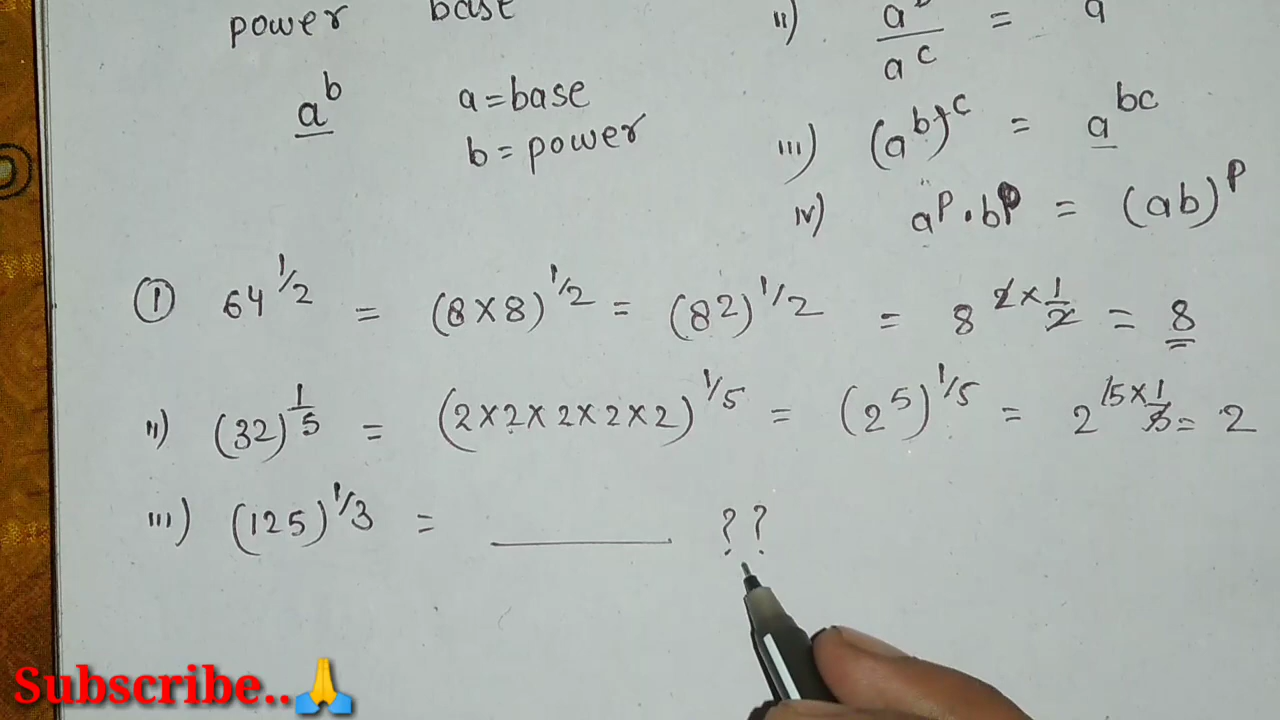 power base
ii) a / a^c = a
a^b a = base
b = power
iii) (a^b)^c = a^bc
iv) a^p . b^p = (ab)^p
① 64^1/2 = (8 × 8)^1/2 = (8^2)^1/2 = 8^2×1/2 = 8
ii) (32)^1/5 = (2×2×2×2×2)^1/5 = (2^5)^1/5 = 2^5×1/5 = 2
iii) (125)^1/3 = ________ ??
Subscribe..🙏